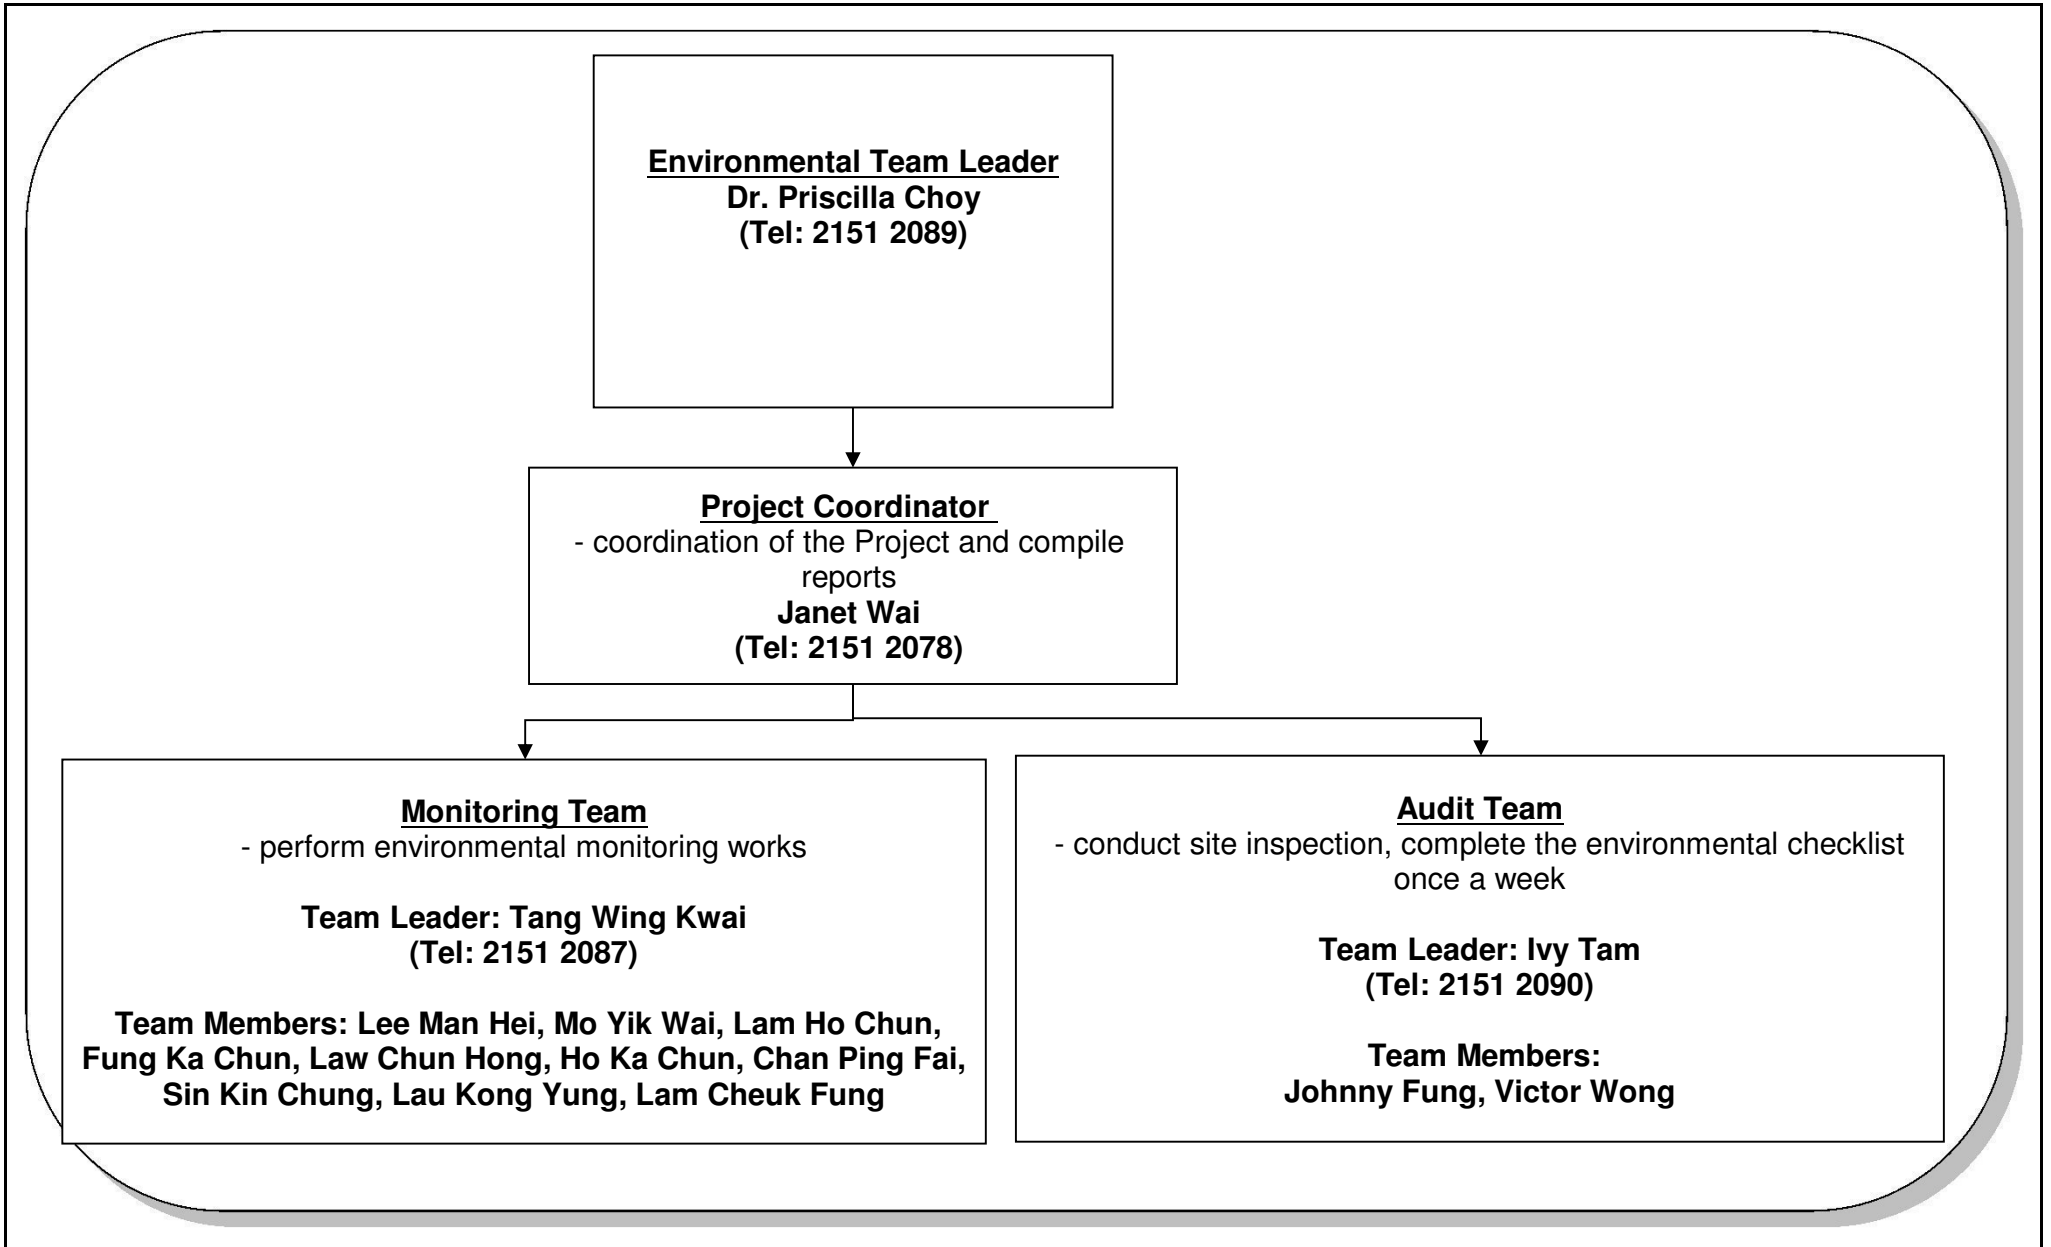 Environmental Team Leader
Dr. Priscilla Choy
(Tel: 2151 2089)
Project Coordinator
- coordination of the Project and compile
reports
Janet Wai
(Tel: 2151 2078)
Monitoring Team
- perform environmental monitoring works
Team Leader: Tang Wing Kwai
(Tel: 2151 2087)
Team Members: Lee Man Hei, Mo Yik Wai, Lam Ho Chun,
Fung Ka Chun, Law Chun Hong, Ho Ka Chun, Chan Ping Fai,
Sin Kin Chung, Lau Kong Yung, Lam Cheuk Fung
Audit Team
- conduct site inspection, complete the environmental checklist
once a week
Team Leader: Ivy Tam
(Tel: 2151 2090)
Team Members:
Johnny Fung, Victor Wong